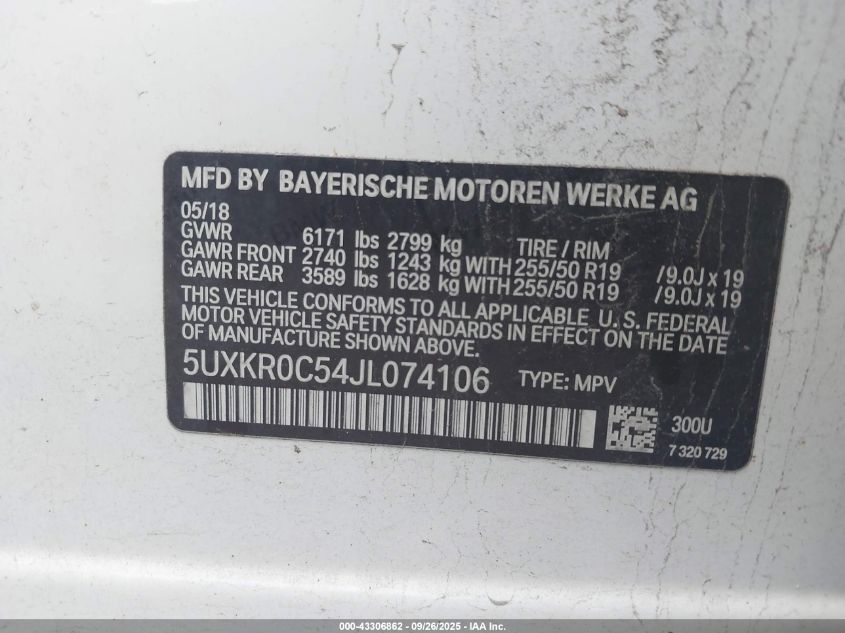 MFD BY BAYERISCHE MOTOREN WERKE AG
05/18
GVWR 6171 lbs 2799 kg TIRE / RIM
GAWR FRONT 2740 lbs 1243 kg WITH 255/50 R19 /9.0J x 19
GAWR REAR 3589 lbs 1628 kg WITH 255/50 R19 /9.0J x 19
THIS VEHICLE CONFORMS TO ALL APPLICABLE U. S. FEDERAL
MOTOR VEHICLE SAFETY STANDARDS IN EFFECT ON THE DATE
OF MANUFACTURE SHOWN ABOVE.
5UXKR0C54JL074106 TYPE: MPV
300U
7 320 729
000-43306862 - 09/26/2025 - IAA Inc.